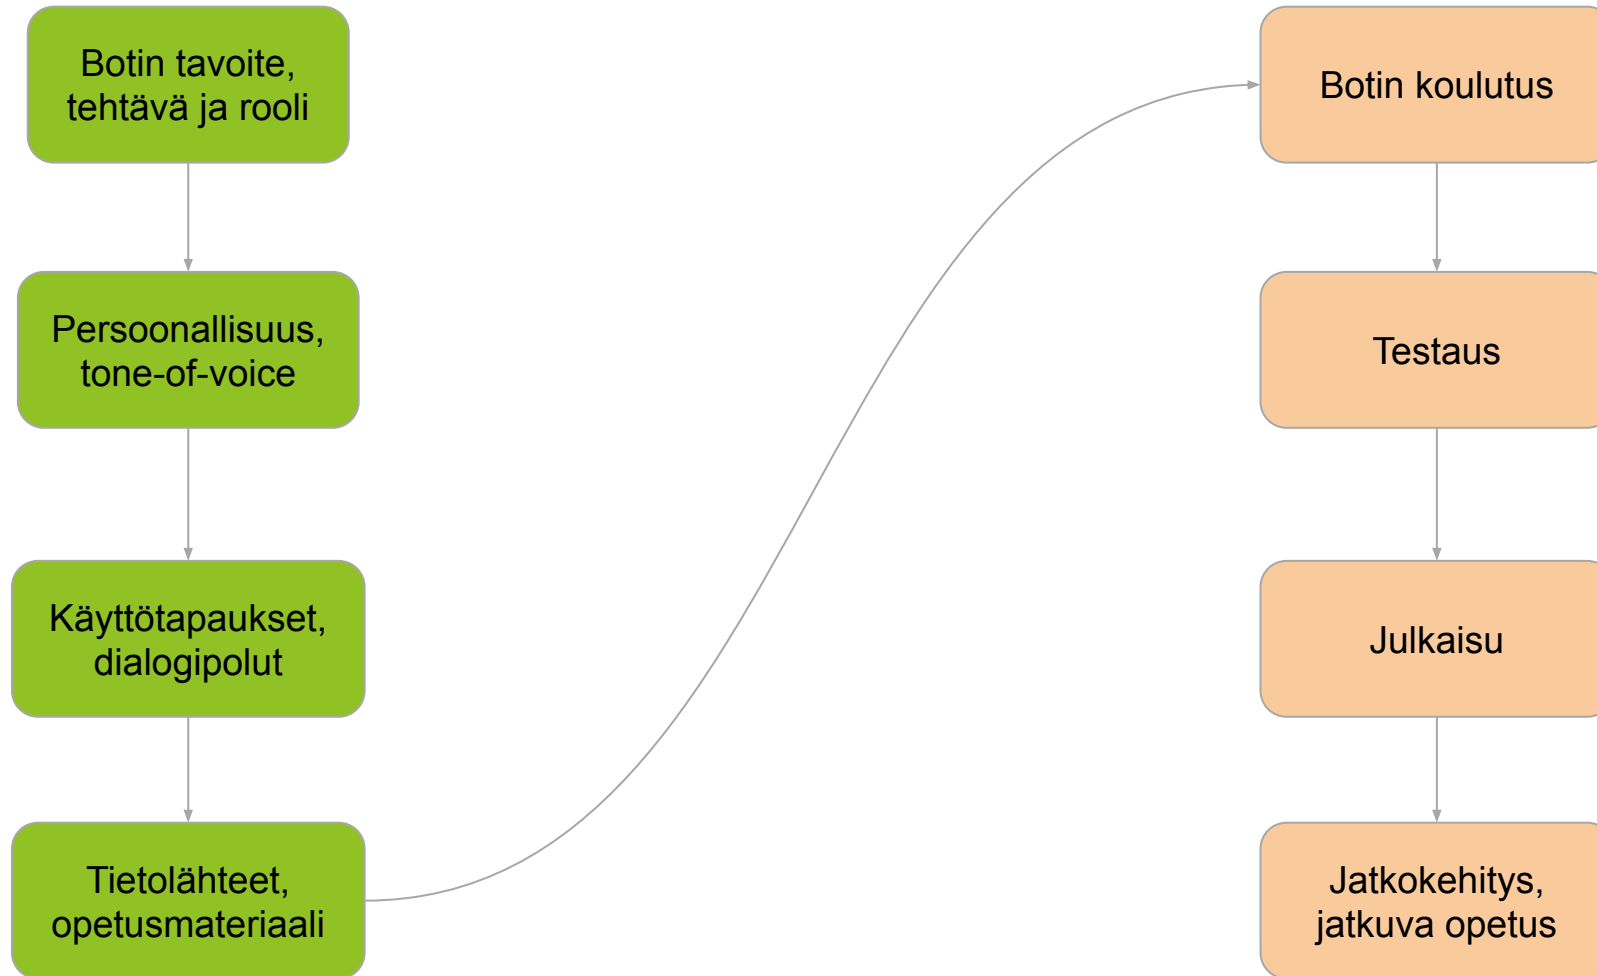 Botin tavoite,
tehtävä ja rooli
Persoonallisuus,
tone-of-voice
Käyttötapaukset,
dialogipolut
Tietolähteet,
opetusmateriaali
Botin koulutus
Testaus
Julkaisu
Jatkokehitys,
jatkuva opetus